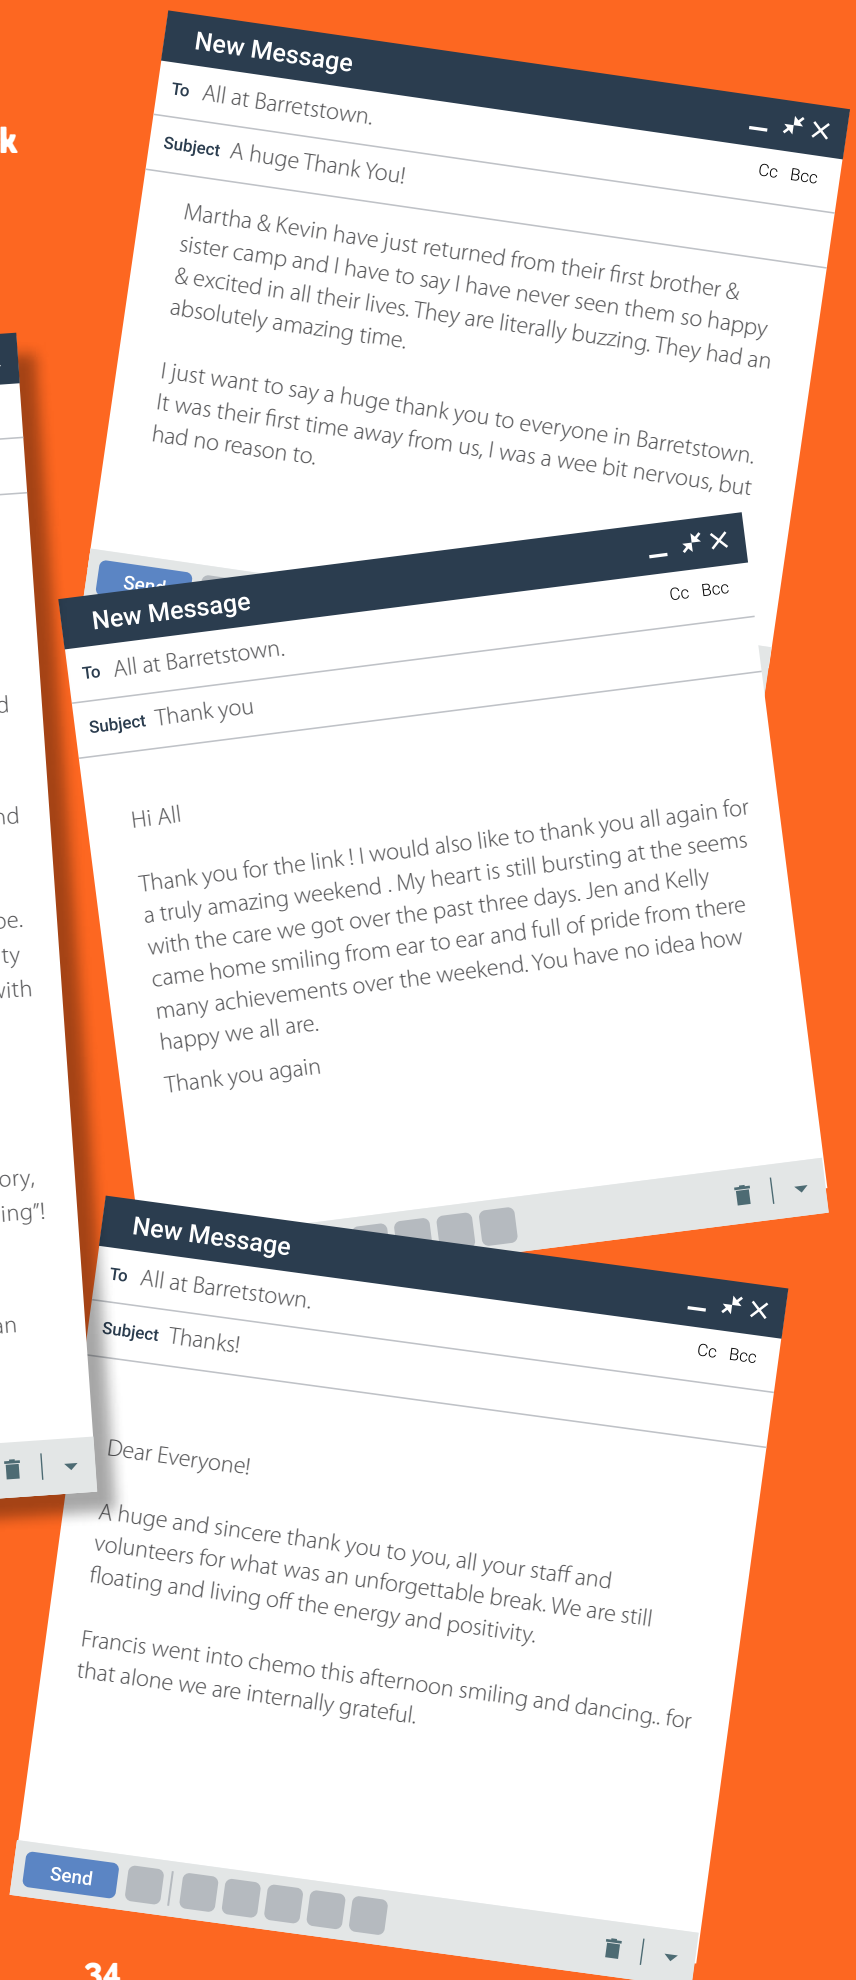 k
New Message
To All at Barretstown.
Cc Bcc
Subject A huge Thank You!
Martha & Kevin have just returned from their first brother &
sister camp and I have to say I have never seen them so happy
& excited in all their lives. They are literally buzzing. They had an
absolutely amazing time.
I just want to say a huge thank you to everyone in Barretstown.
It was their first time away from us, I was a wee bit nervous, but
had no reason to.
Send
New Message
To All at Barretstown.
Cc Bcc
Subject Thank you
Hi All
Thank you for the link ! I would also like to thank you all again for
a truly amazing weekend . My heart is still bursting at the seems
with the care we got over the past three days. Jen and Kelly
came home smiling from ear to ear and full of pride from there
many achievements over the weekend. You have no idea how
happy we all are.
Thank you again
d
nd
pe.
ty
vith
ory,
ing"!
an
New Message
To All at Barretstown.
Cc Bcc
Subject Thanks!
Dear Everyone!
A huge and sincere thank you to you, all your staff and
volunteers for what was an unforgettable break. We are still
floating and living off the energy and positivity.
Francis went into chemo this afternoon smiling and dancing.. for
that alone we are internally grateful.
Send
34